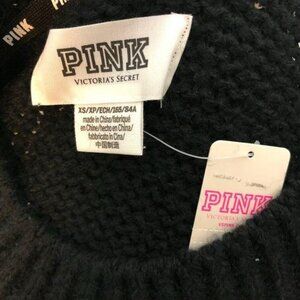 PINK
PINK
PINK
VICTORIA'S SECRET
XS/XP/ECH/155/84A
made in China/fabriqué
en Chine/hecho en China/
fabbricato in Cina/
中国制造
PINK
VICTORIA'S